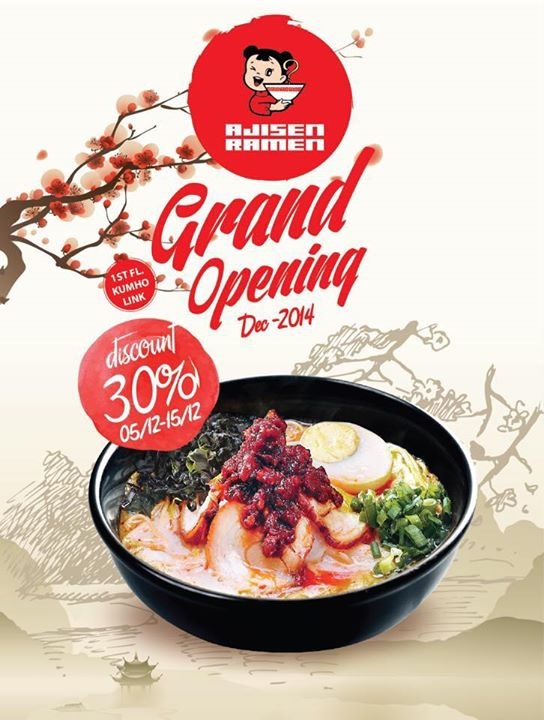 AJISEN
RAMEN
Grand
Opening
Dec -2014
1ST FL.
KUMHO
LINK
discount
30%
05/12-15/12